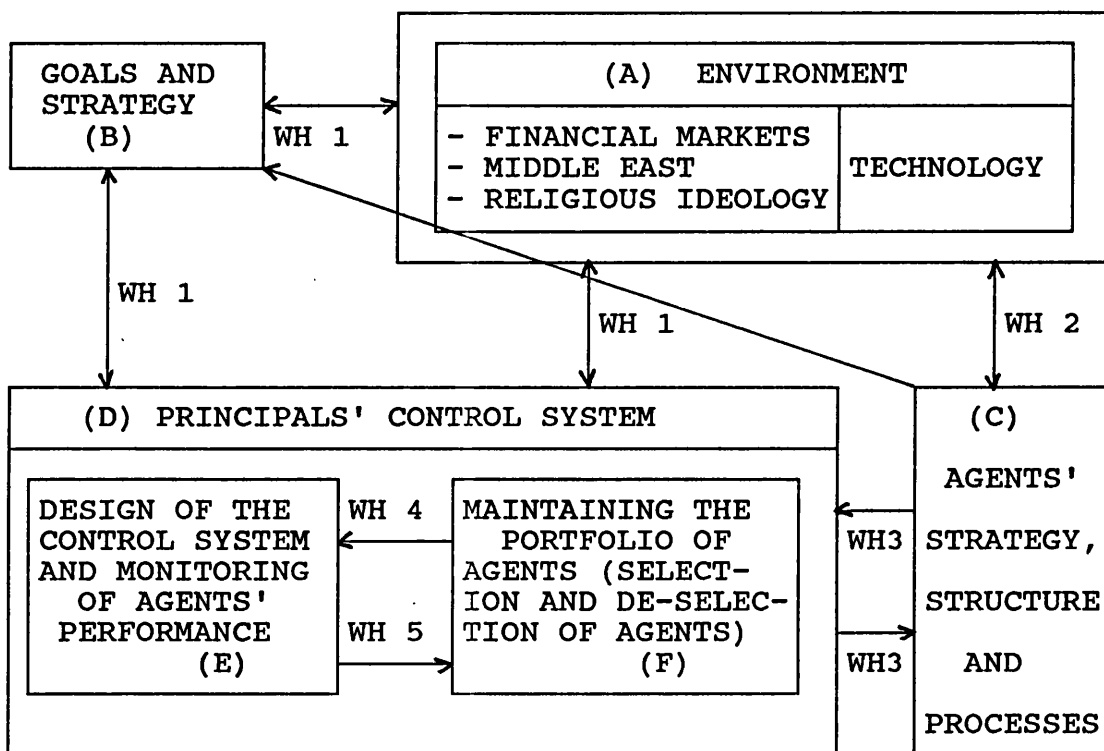 GOALS AND
STRATEGY
(B)
WH 1
(A) ENVIRONMENT
- FINANCIAL MARKETS
- MIDDLE EAST
- RELIGIOUS IDEOLOGY
TECHNOLOGY
WH 1
WH 1
WH 2
(D) PRINCIPALS' CONTROL SYSTEM
DESIGN OF THE
CONTROL SYSTEM
AND MONITORING
OF AGENTS'
PERFORMANCE
(E)
WH 4
WH 5
MAINTAINING THE
PORTFOLIO OF
AGENTS (SELECT-
ION AND DE-SELEC-
TION OF AGENTS)
(F)
WH3
WH3
(C)
AGENTS'
STRATEGY,
STRUCTURE
AND
PROCESSES